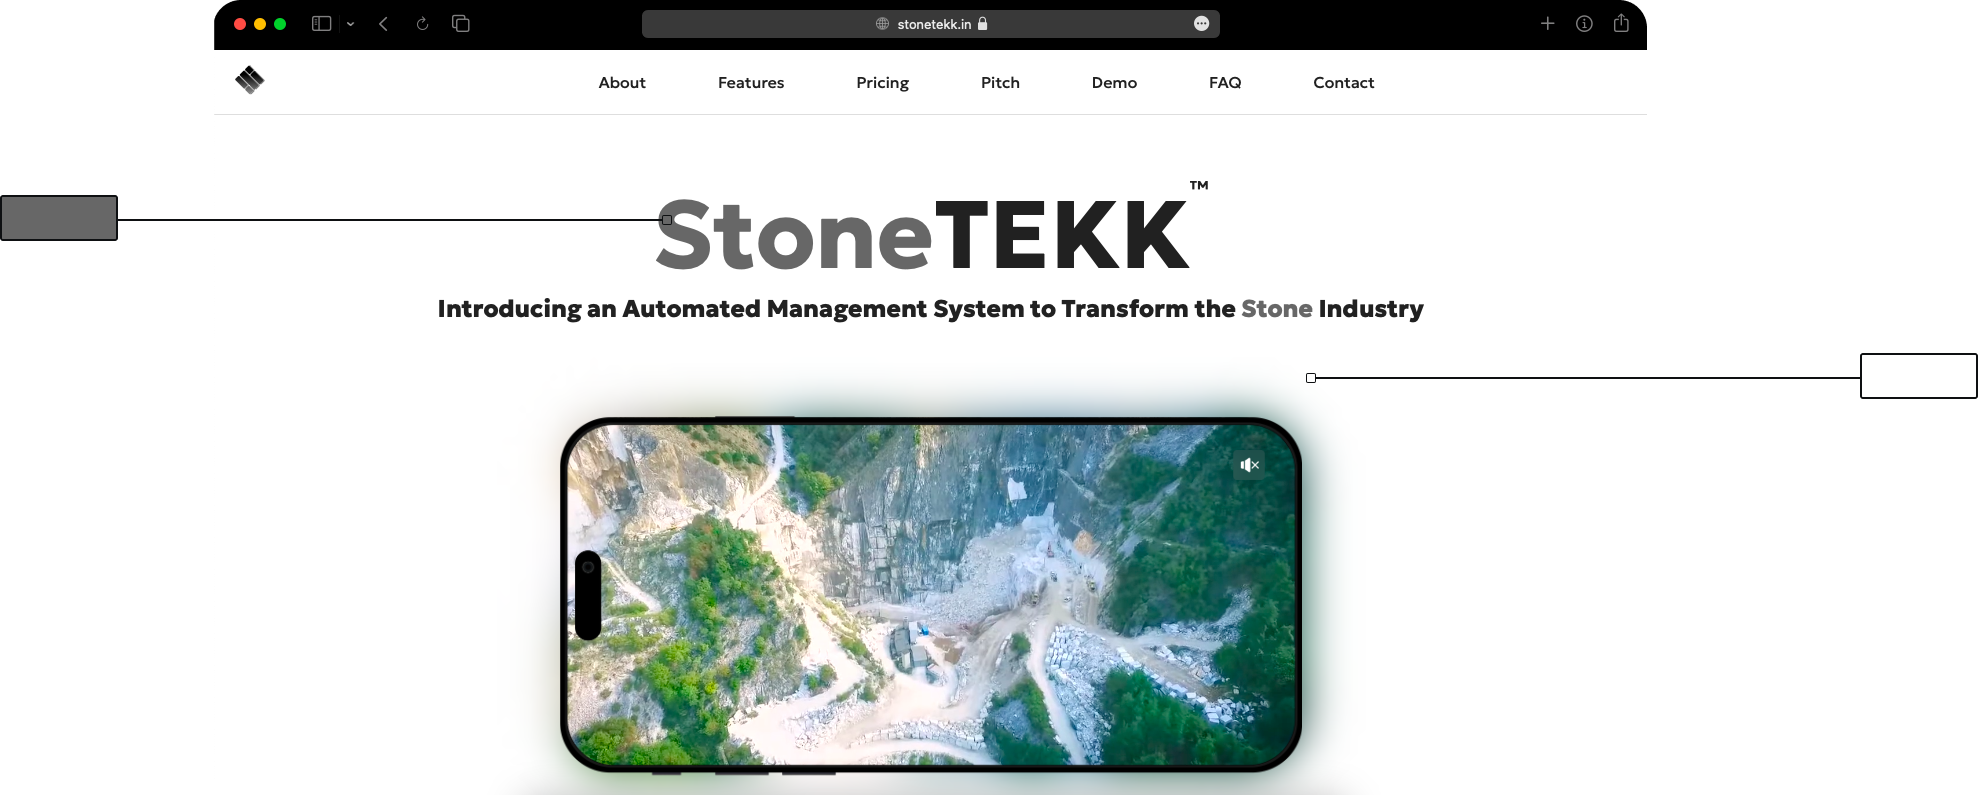 stonetekk.in
About Features Pricing Pitch Demo FAQ Contact
StoneTEKK™
Introducing an Automated Management System to Transform the Stone Industry